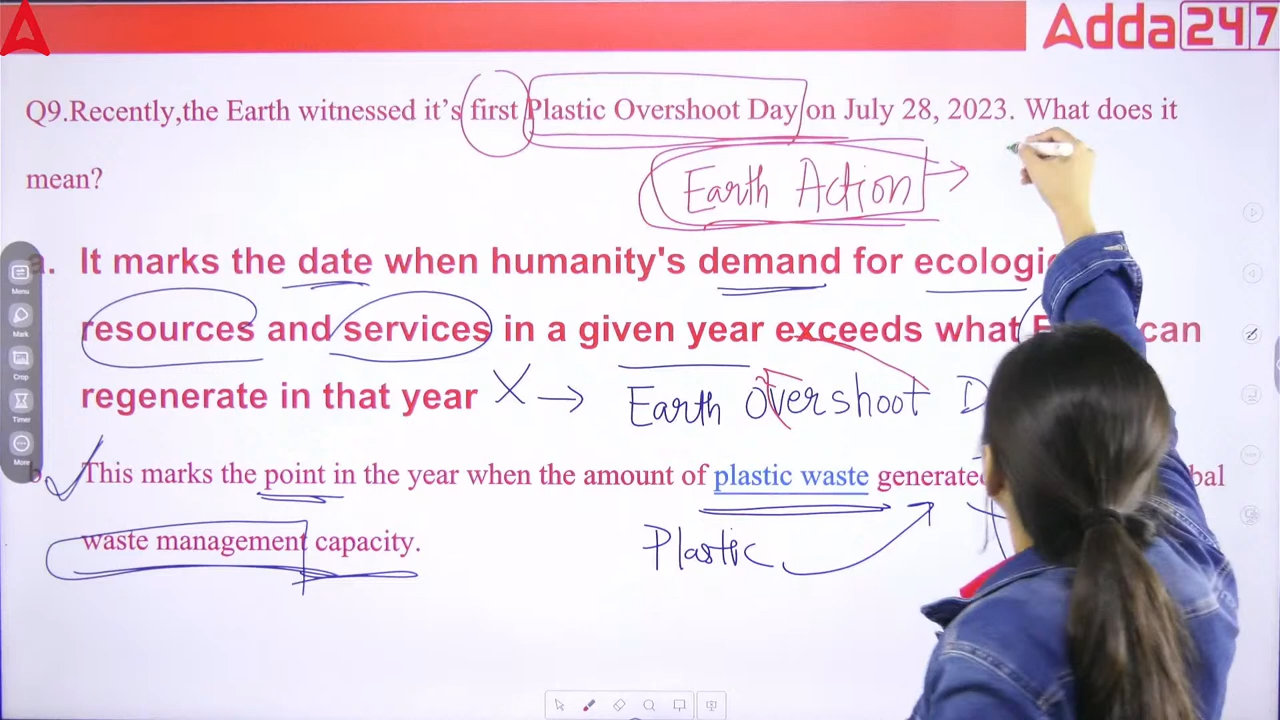 Adda247
Q9.Recently,the Earth witnessed it's first Plastic Overshoot Day on July 28, 2023. What does it
mean?
Earth Action
a. It marks the date when humanity's demand for
resources and services in a given year exceeds what can
regenerate in that year X → Earth Overshoot
b. This marks the point in the year when the amount of plastic waste
waste management capacity.
Plastic
Menu
Mark
Crop
Timer
More